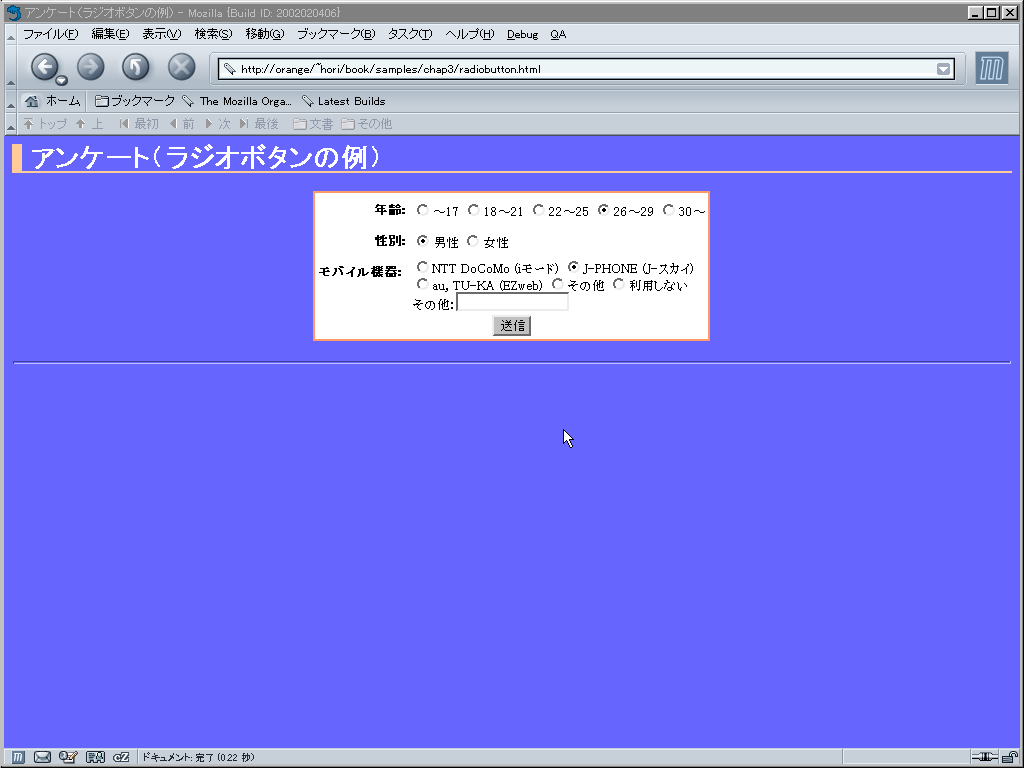 アンケート(ラジオボタンの例) - Mozilla {Build ID: 2002020406}
ファイル(F) 編集(E) 表示(V) 検索(S) 移動(G) ブックマーク(B) タスク(T) ヘルプ(H) Debug QA
http://orange/~hori/book/samples/chap3/radiobutton.html
ホーム ブックマーク The Mozilla Orga... Latest Builds
トップ 上 最初 前 次 最後 文書 その他
アンケート(ラジオボタンの例)
年齢: ～17 18～21 22～25 26～29 30～
性別: 男性 女性
モバイル機器: NTT DoCoMo (iモード) J-PHONE (J-スカイ)
au, TU-KA (EZweb) その他 利用しない
その他:
送信
ドキュメント: 完了 (0.22 秒)